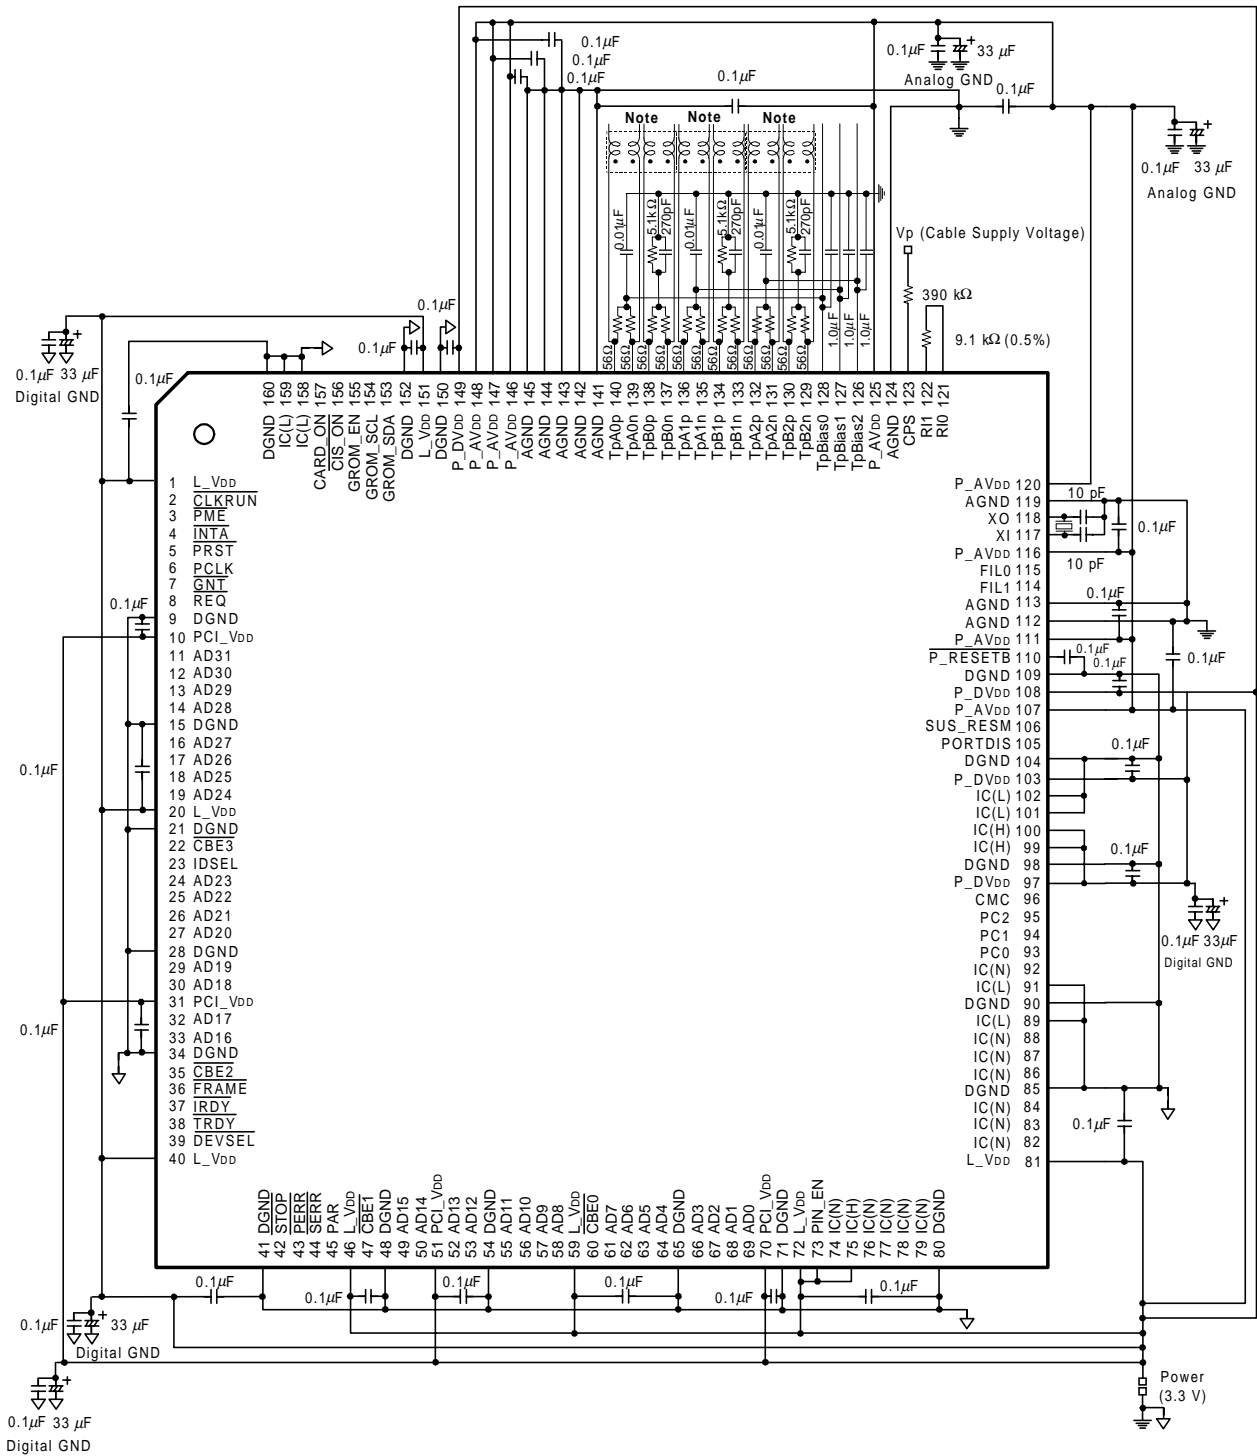 0.1µF
0.1µF
0.1µF
0.1µF
0.1µF 33 µF
Analog GND
0.1µF
0.1µF 33 µF
Analog GND
Note Note Note
0.01µF
5.1kΩ
270pF
0.01µF
5.1kΩ
270pF
0.01µF
5.1kΩ
270pF
Vp (Cable Supply Voltage)
390 kΩ
9.1 kΩ (0.5%)
0.1µF
0.1µF
1.0µF
1.0µF
1.0µF
56Ω
56Ω
56Ω
56Ω
56Ω
56Ω
56Ω
56Ω
56Ω
56Ω
56Ω
56Ω
0.1µF 33 µF
Digital GND
0.1µF
DGND 160
IC(L) 159
IC(L) 158
CARD_ON 157
CIS_ON 156
GROM_EN 155
GROM_SCL 154
GROM_SDA 153
DGND 152
L_VDD 151
DGND 150
P_DVDD 149
P_AVDD 148
P_AVDD 147
P_AVDD 146
AGND 145
AGND 144
AGND 143
AGND 142
AGND 141
TpA0p 140
TpA0n 139
TpB0p 138
TpB0n 137
TpA1p 136
TpA1n 135
TpB1p 134
TpB1n 133
TpA2p 132
TpA2n 131
TpB2p 130
TpB2n 129
TpBias0 128
TpBias1 127
TpBias2 126
P_AVDD 125
AGND 124
CPS 123
RI1 122
RI0 121
1 L_VDD
2 CLKRUN
3 PME
4 INTA
5 PRST
6 PCLK
7 GNT
8 REQ
9 DGND
10 PCI_VDD
11 AD31
12 AD30
13 AD29
14 AD28
15 DGND
16 AD27
17 AD26
18 AD25
19 AD24
20 L_VDD
21 DGND
22 CBE3
23 IDSEL
24 AD23
25 AD22
26 AD21
27 AD20
28 DGND
29 AD19
30 AD18
31 PCI_VDD
32 AD17
33 AD16
34 DGND
35 CBE2
36 FRAME
37 IRDY
38 TRDY
39 DEVSEL
40 L_VDD
0.1µF
0.1µF
0.1µF
P_AVDD 120
AGND 119
XO 118
XI 117
P_AVDD 116
FIL0 115
FIL1 114
AGND 113
AGND 112
P_AVDD 111
P_RESETB 110
DGND 109
P_DVDD 108
P_AVDD 107
SUS_RESM 106
PORTDIS 105
DGND 104
P_DVDD 103
IC(L) 102
IC(L) 101
IC(H) 100
IC(H) 99
DGND 98
P_DVDD 97
CMC 96
PC2 95
PC1 94
PC0 93
IC(N) 92
IC(L) 91
DGND 90
IC(L) 89
IC(N) 88
IC(N) 87
IC(N) 86
DGND 85
IC(N) 84
IC(N) 83
IC(N) 82
L_VDD 81
10 pF
0.1µF
10 pF
0.1µF
0.1µF
0.1µF
0.1µF
0.1µF
0.1µF
0.1µF 33µF
Digital GND
0.1µF
41 DGND
42 STOP
43 PERR
44 SERR
45 PAR
46 L_VDD
47 CBE1
48 DGND
49 AD15
50 AD14
51 PCI_VDD
52 AD13
53 AD12
54 DGND
55 AD11
56 AD10
57 AD9
58 AD8
59 L_VDD
60 CBE0
61 AD7
62 AD6
63 AD5
64 AD4
65 DGND
66 AD3
67 AD2
68 AD1
69 AD0
70 PCI_VDD
71 DGND
72 L_VDD
73 PIN_EN
74 IC(N)
75 IC(H)
76 IC(N)
77 IC(N)
78 IC(N)
79 IC(N)
80 DGND
0.1µF
0.1µF
0.1µF
0.1µF
0.1µF
0.1µF
0.1µF 33 µF
Digital GND
0.1µF 33 µF
Digital GND
Power
(3.3 V)